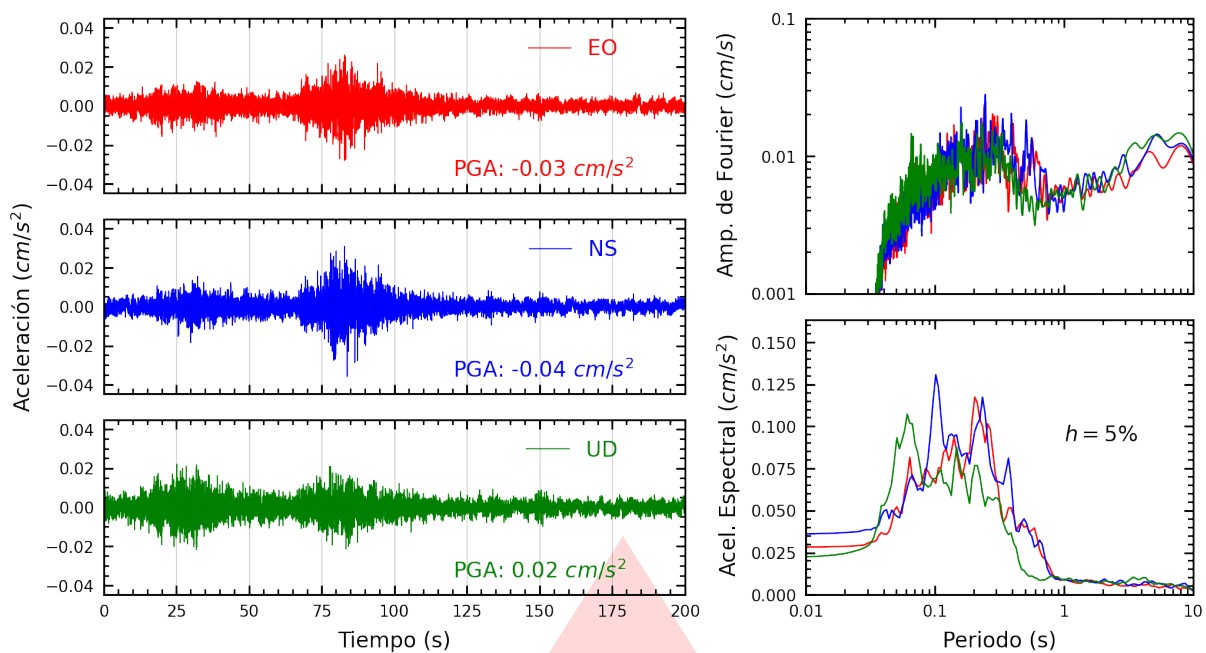 Aceleración (cm/s²)
0.04
0.02
0.00
−0.02
−0.04
EO
PGA: -0.03 cm/s²
0.04
0.02
0.00
−0.02
−0.04
NS
PGA: -0.04 cm/s²
0.04
0.02
0.00
−0.02
−0.04
UD
PGA: 0.02 cm/s²
0 25 50 75 100 125 150 175 200
Tiempo (s)
Amp. de Fourier (cm/s)
0.1
0.01
0.001
Acel. Espectral (cm/s²)
0.150
0.125
0.100
0.075
0.050
0.025
0.000
h = 5%
0.01 0.1 1 10
Periodo (s)